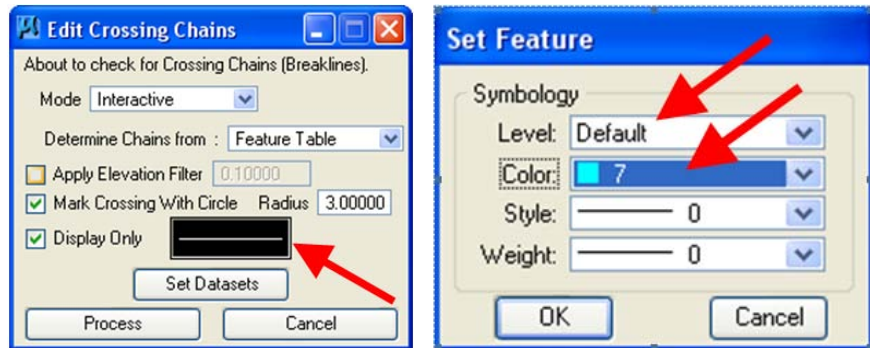 Edit Crossing Chains
About to check for Crossing Chains (Breaklines).
Mode Interactive
Determine Chains from : Feature Table
Apply Elevation Filter 0.10000
Mark Crossing With Circle Radius 3.00000
Display Only
Set Datasets
Process Cancel
Set Feature
Symbology
Level: Default
Color: 7
Style: 0
Weight: 0
OK Cancel